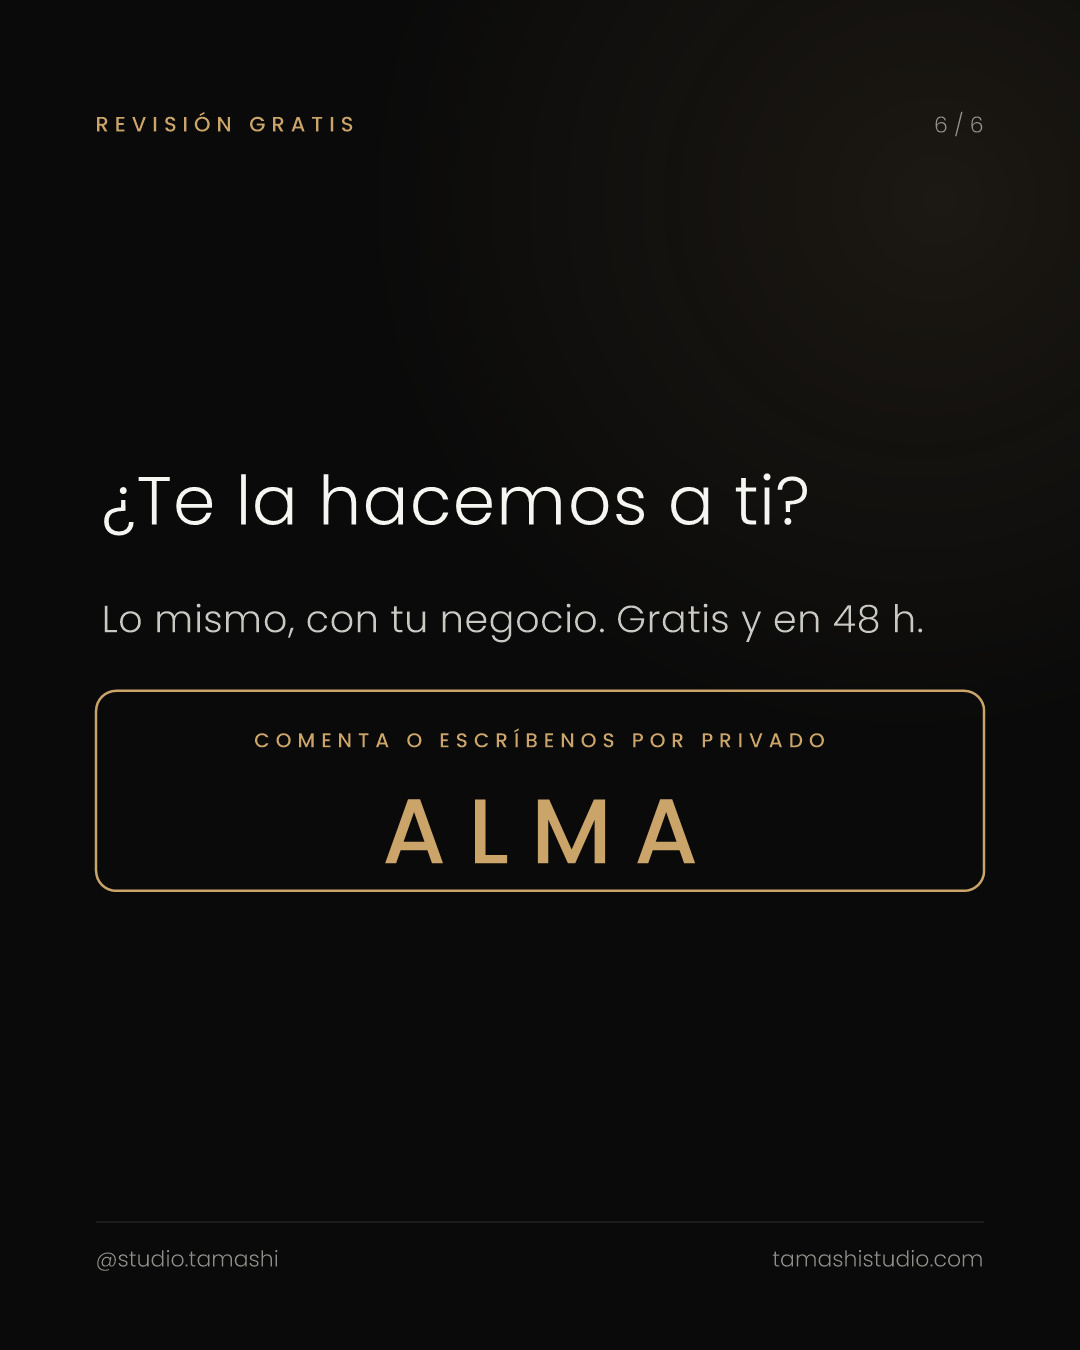 REVISIÓN GRATIS
6 / 6
¿Te la hacemos a ti?
Lo mismo, con tu negocio. Gratis y en 48 h.
COMENTA O ESCRÍBENOS POR PRIVADO
ALMA
@studio.tamashi
tamashistudio.com